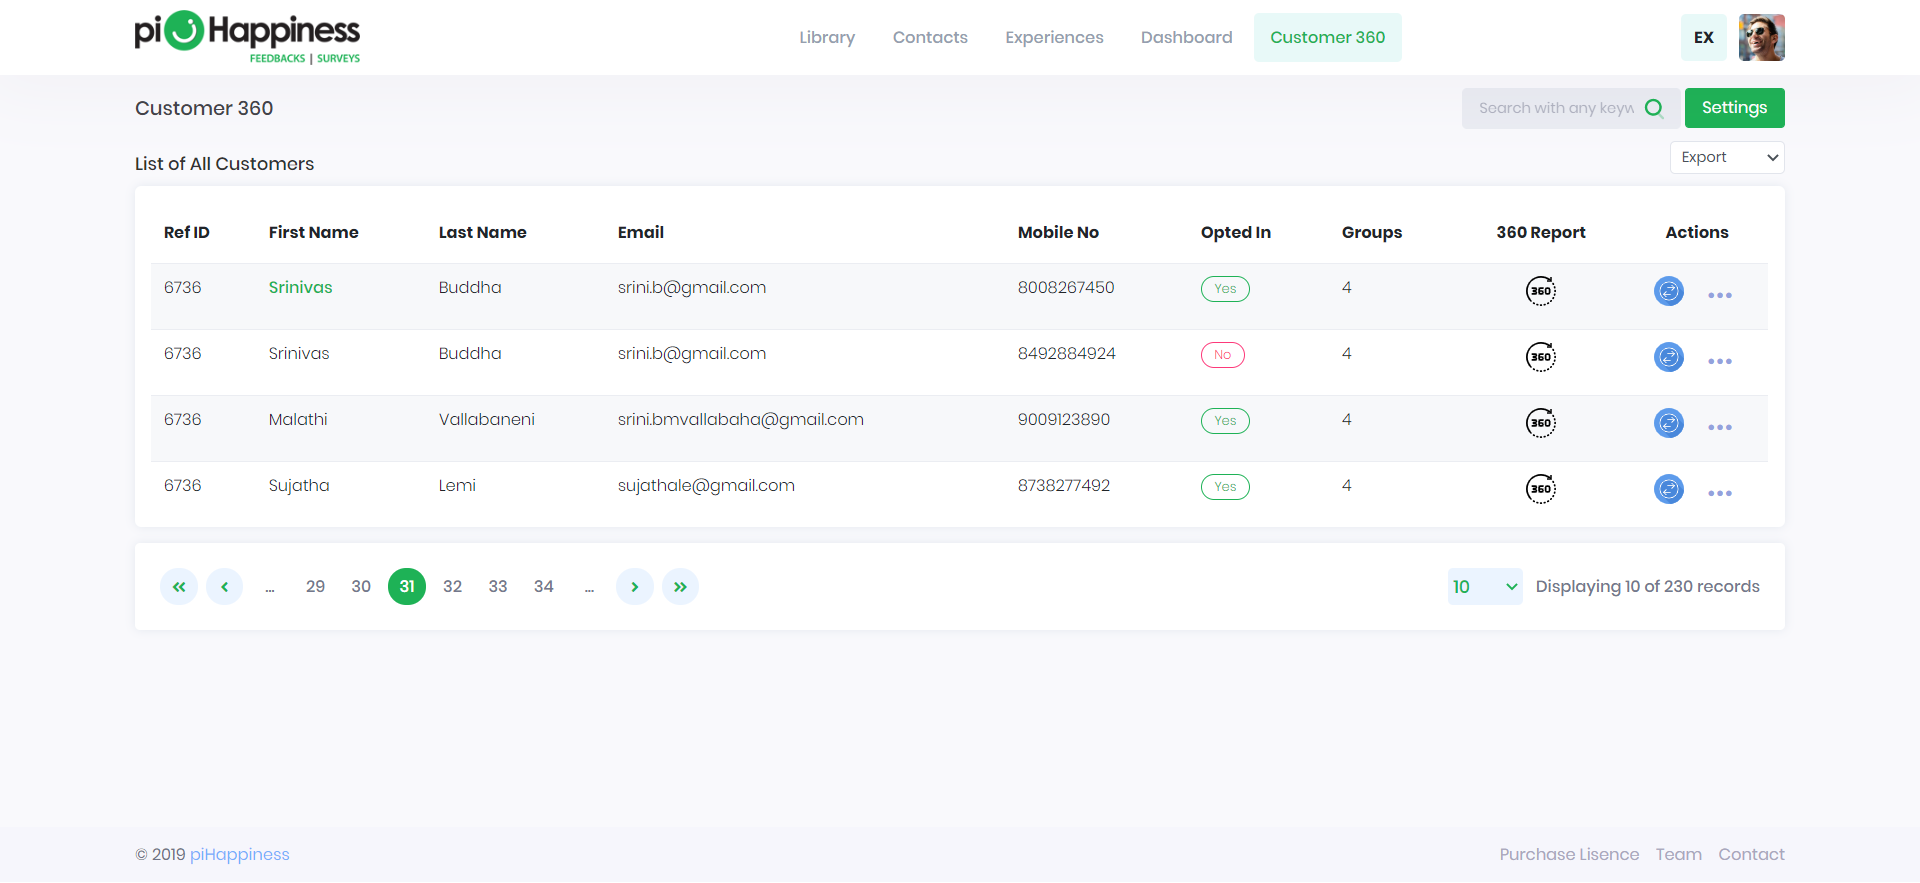 pi Happiness
FEEDBACKS | SURVEYS
Library Contacts Experiences Dashboard Customer 360 EX
Customer 360 Search with any keyw Settings
List of All Customers Export
Ref ID First Name Last Name Email Mobile No Opted In Groups 360 Report Actions
6736 Srinivas Buddha srini.b@gmail.com 8008267450 Yes 4 360
6736 Srinivas Buddha srini.b@gmail.com 8492884924 No 4 360
6736 Malathi Vallabaneni srini.bmvallabaha@gmail.com 9009123890 Yes 4 360
6736 Sujatha Lemi sujathale@gmail.com 8738277492 Yes 4 360
... 29 30 31 32 33 34 ... 10 Displaying 10 of 230 records
© 2019 piHappiness Purchase Lisence Team Contact